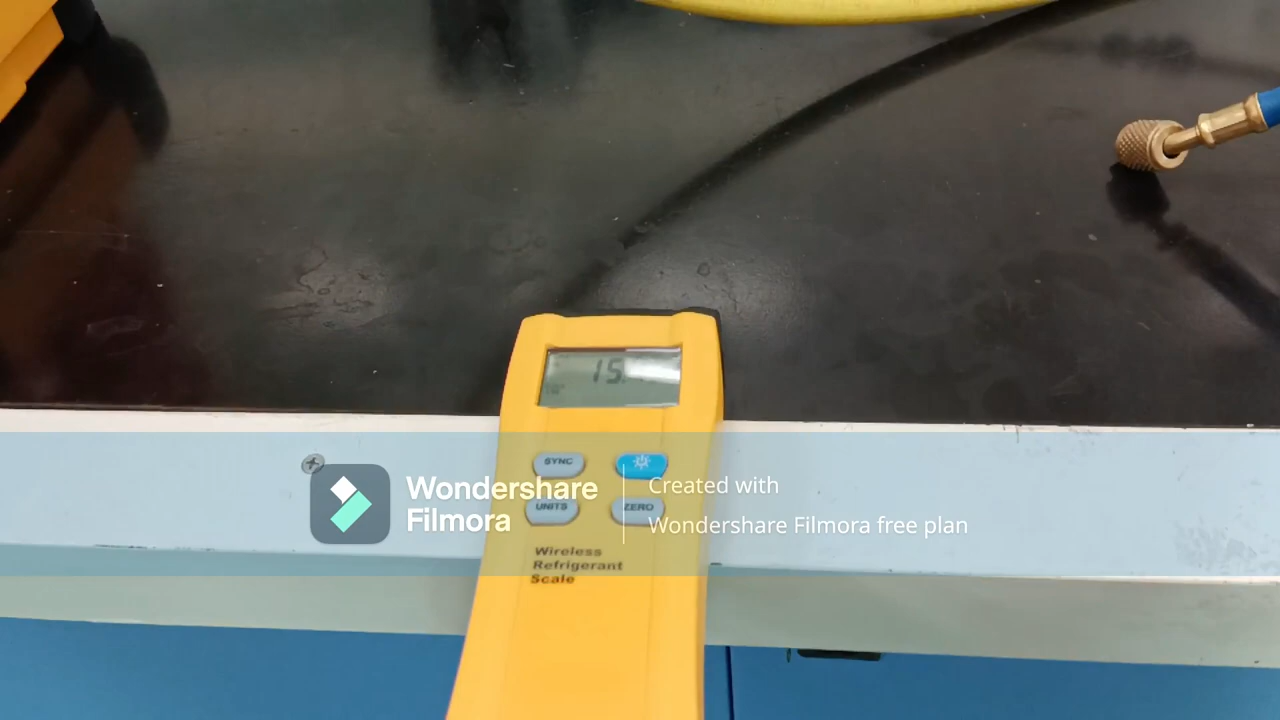 15.
SYNC
UNITS
ZERO
Wireless
Refrigerant
Scale
Wondershare
Filmora
Created with
Wondershare Filmora free plan